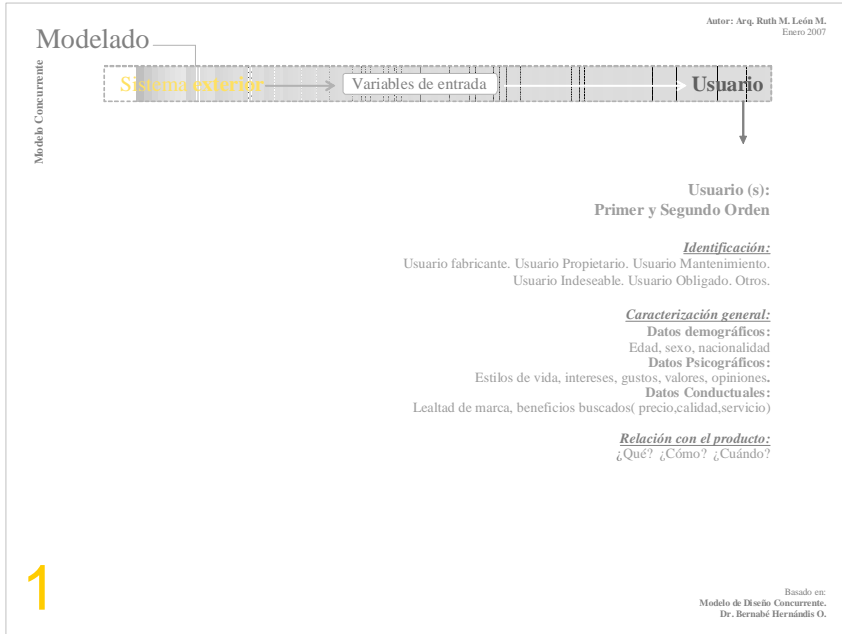 Autor: Arq. Ruth M. León M.
Enero 2007
Modelado
Modelo Concurrente
Sistema exterior
Variables de entrada
Usuario
Usuario (s):
Primer y Segundo Orden
Identificación:
Usuario fabricante. Usuario Propietario. Usuario Mantenimiento.
Usuario Indeseable. Usuario Obligado. Otros.
Caracterización general:
Datos demográficos:
Edad, sexo, nacionalidad
Datos Psicográficos:
Estilos de vida, intereses, gustos, valores, opiniones.
Datos Conductuales:
Lealtad de marca, beneficios buscados( precio,calidad,servicio)
Relación con el producto:
¿Qué? ¿Cómo? ¿Cuándo?
1
Basado en:
Modelo de Diseño Concurrente.
Dr. Bernabé Hernándis O.